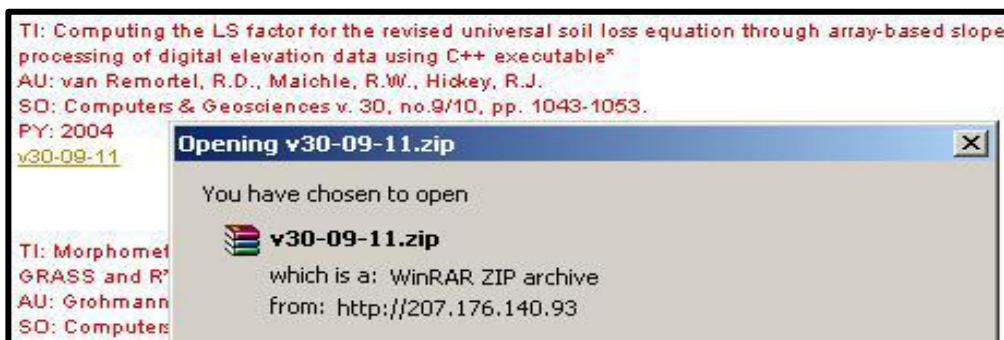 TI: Computing the LS factor for the revised universal soil loss equation through array-based slope
processing of digital elevation data using C++ executable*
AU: van Remortel, R.D., Maichle, R.W., Hickey, R.J.
SO: Computers & Geosciences v. 30, no.9/10, pp. 1043-1053.
PY: 2004
v30-09-11
Opening v30-09-11.zip
You have chosen to open
v30-09-11.zip
which is a: WinRAR ZIP archive
from: http://207.176.140.93
TI: Morphomet
GRASS and R*
AU: Grohmann
SO: Computers